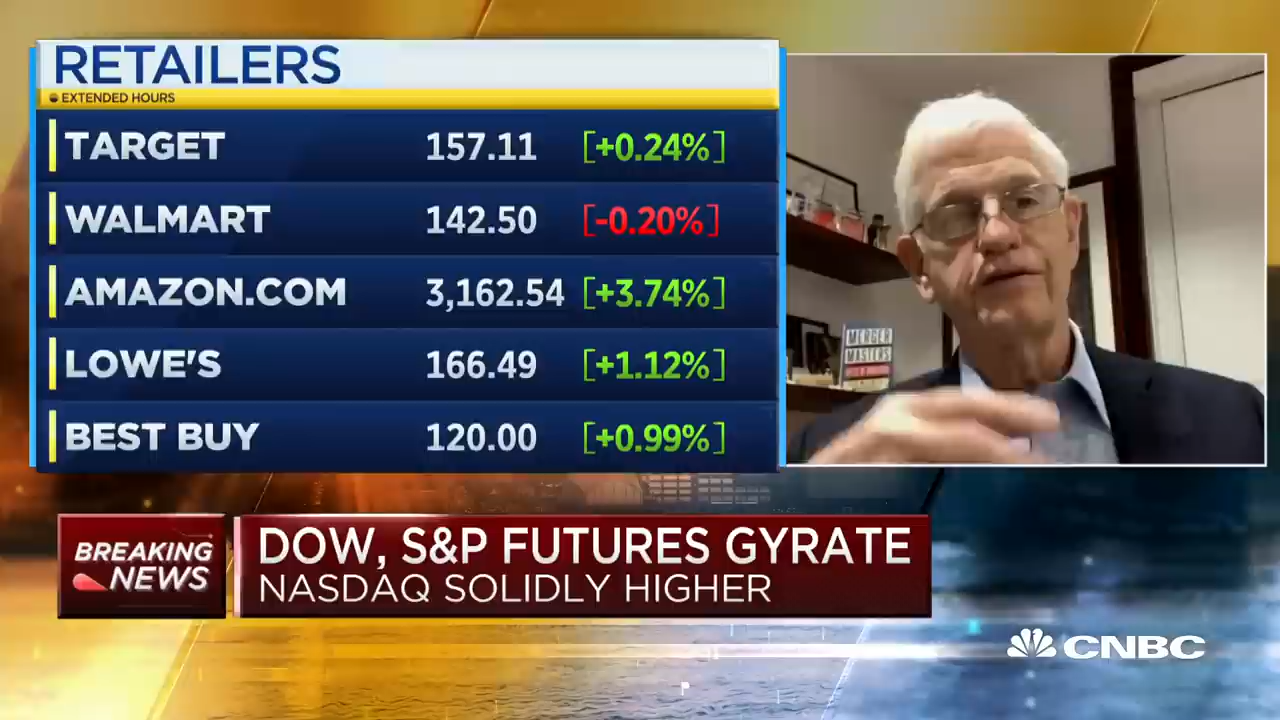 RETAILERS
EXTENDED HOURS
TARGET 157.11 [+0.24%]
WALMART 142.50 [-0.20%]
AMAZON.COM 3,162.54 [+3.74%]
LOWE'S 166.49 [+1.12%]
BEST BUY 120.00 [+0.99%]
MERGER
MASTERS
BREAKING
NEWS
DOW, S&P FUTURES GYRATE
NASDAQ SOLIDLY HIGHER
CNBC